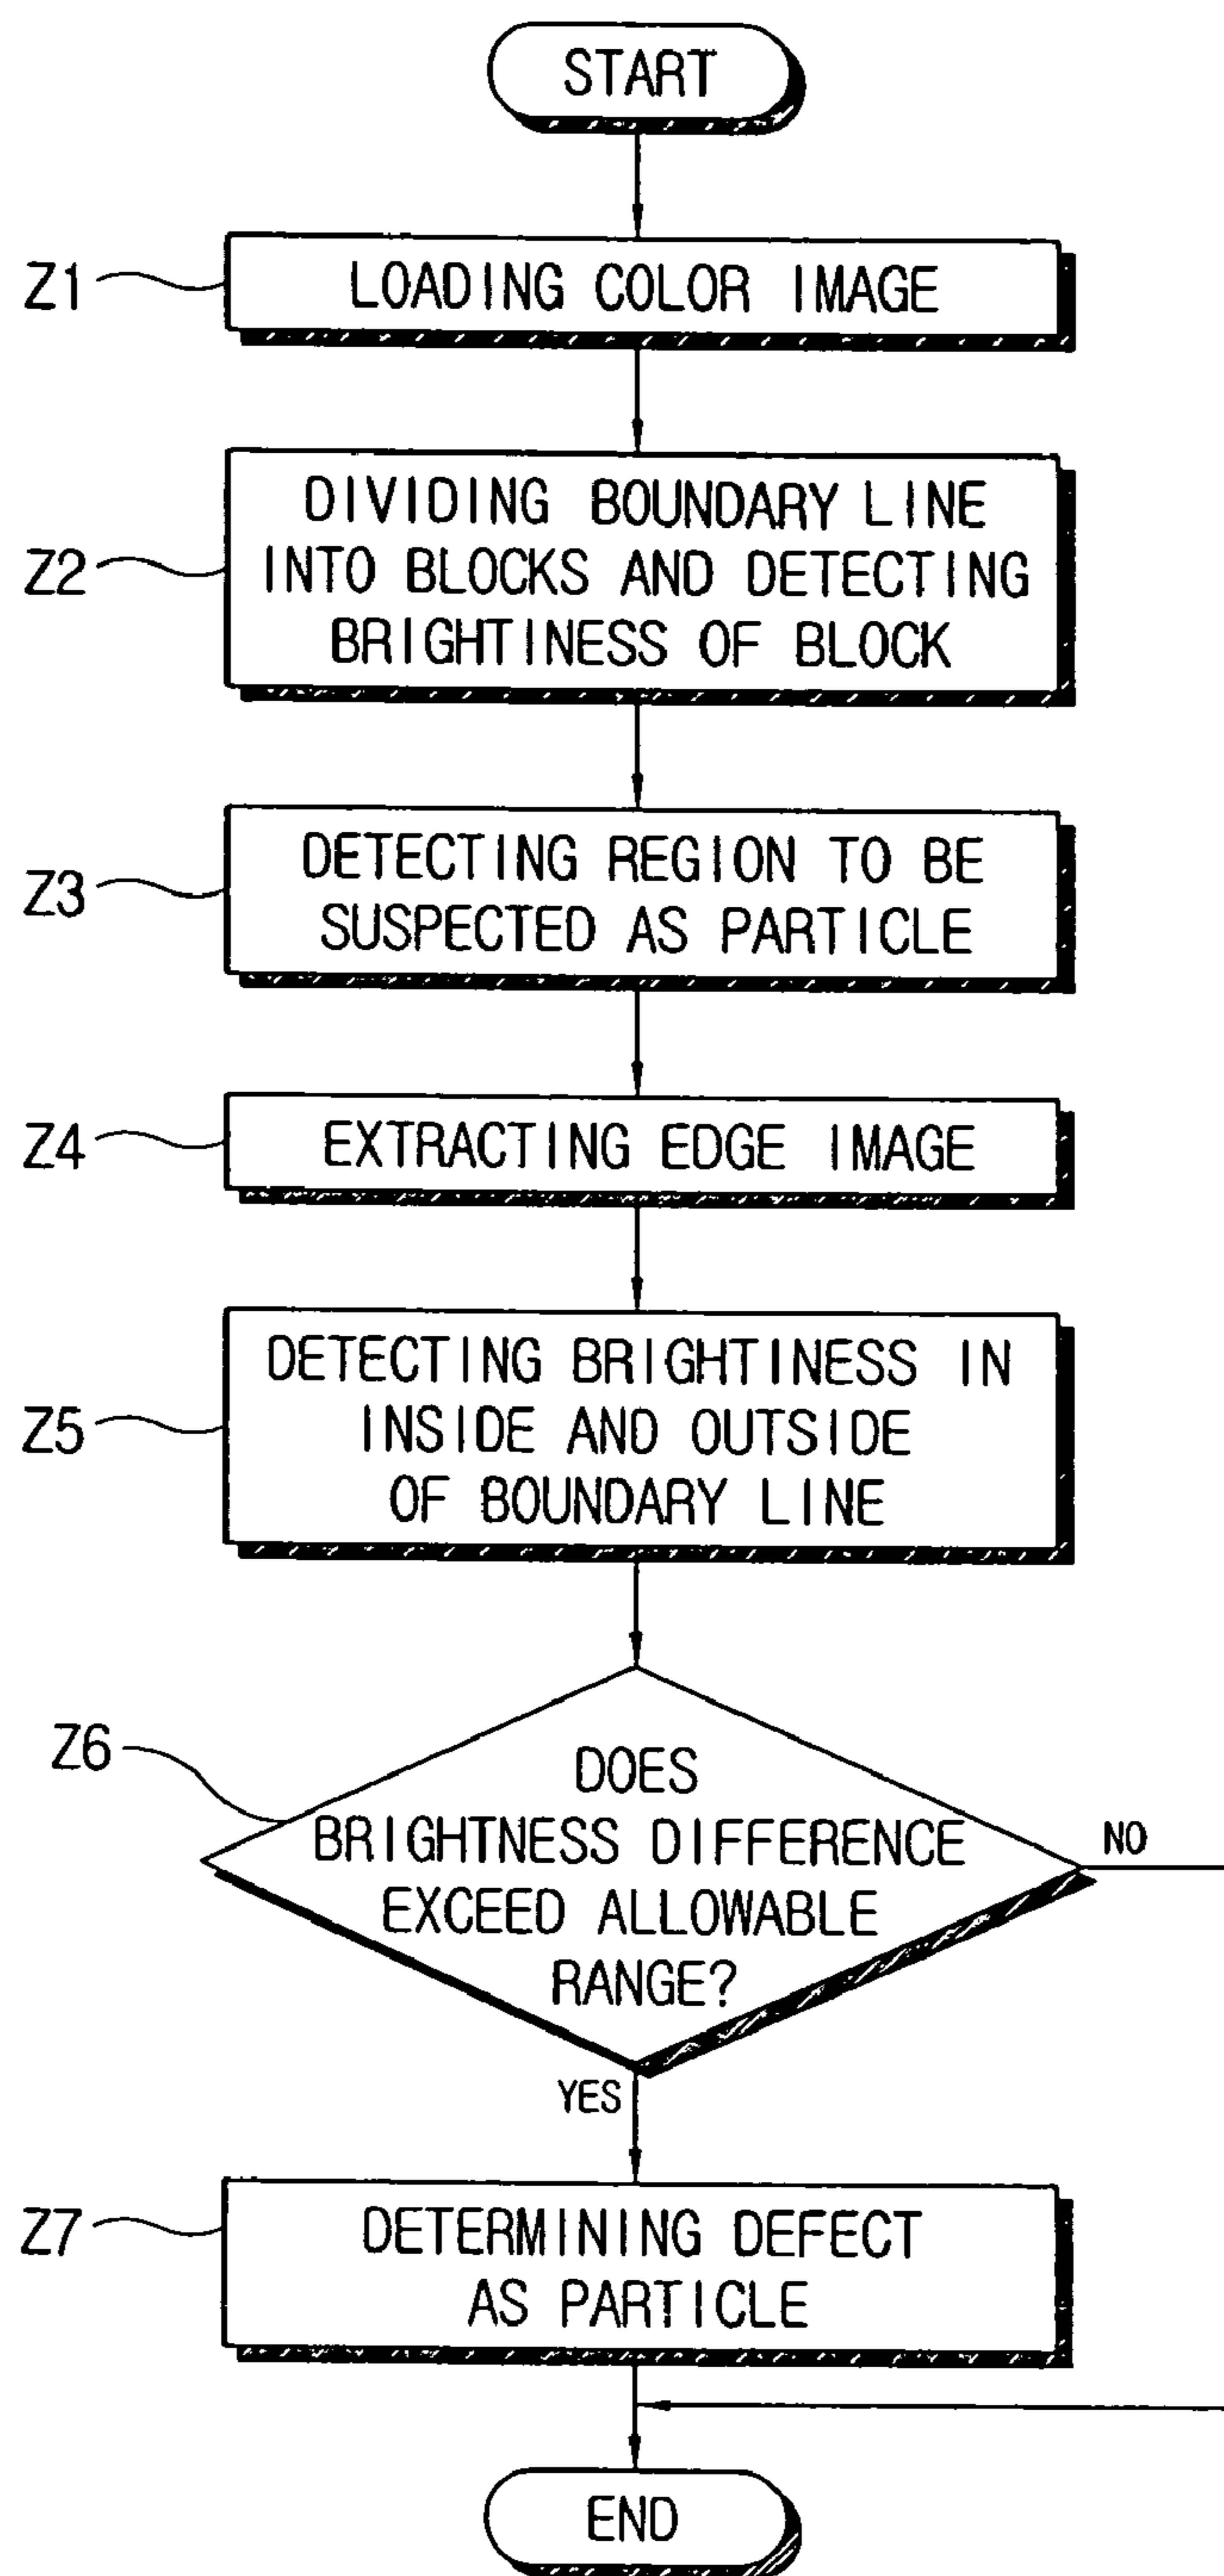 START
Z1
LOADING COLOR IMAGE
Z2
DIVIDING BOUNDARY LINE
INTO BLOCKS AND DETECTING
BRIGHTINESS OF BLOCK
Z3
DETECTING REGION TO BE
SUSPECTED AS PARTICLE
Z4
EXTRACTING EDGE IMAGE
Z5
DETECTING BRIGHTINESS IN
INSIDE AND OUTSIDE
OF BOUNDARY LINE
Z6
DOES
BRIGHTNESS DIFFERENCE
EXCEED ALLOWABLE
RANGE?
NO
YES
Z7
DETERMINING DEFECT
AS PARTICLE
END